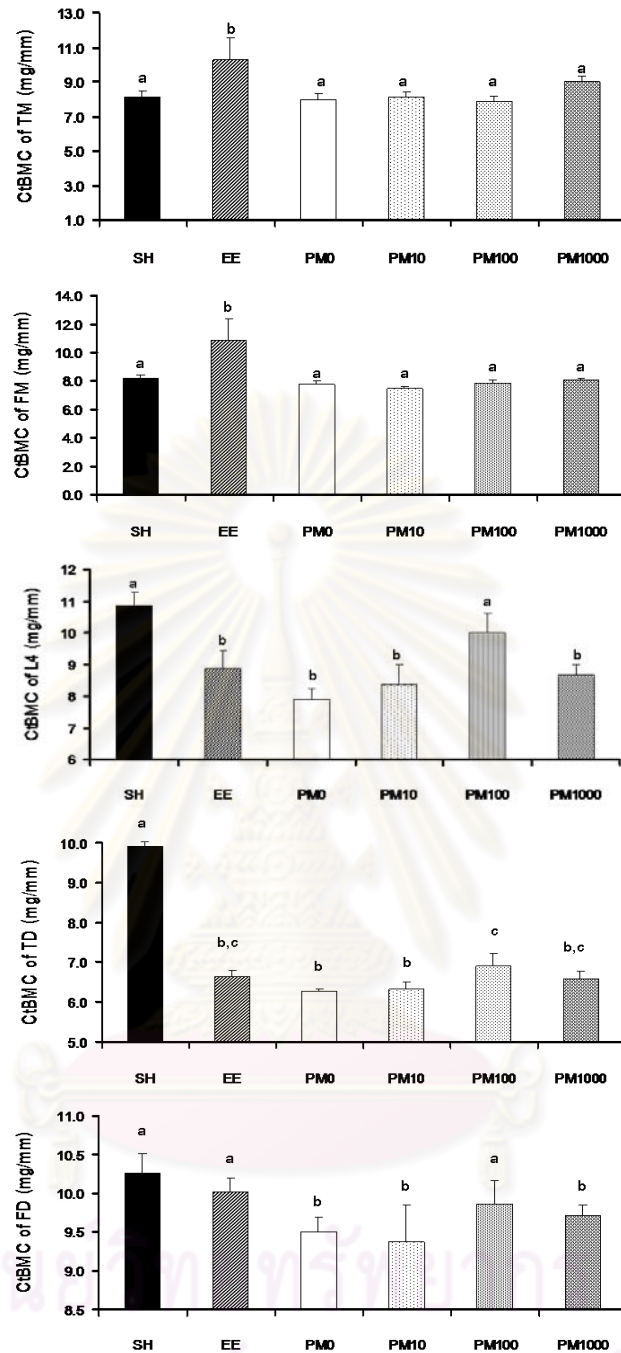 CtBMC of TM (mg/mm)
13.0
11.0
9.0
7.0
5.0
3.0
1.0
a b a a a a
SH EE PM0 PM10 PM100 PM1000
CtBMC of FM (mg/mm)
14.0
12.0
10.0
8.0
6.0
4.0
2.0
0.0
a b a a a a
SH EE PM0 PM10 PM100 PM1000
CtBMC of L4 (mg/mm)
12
11
10
9
8
7
6
a b b b a b
SH EE PM0 PM10 PM100 PM1000
CtBMC of TD (mg/mm)
10.0
9.0
8.0
7.0
6.0
5.0
a b,c b b c b,c
SH EE PM0 PM10 PM100 PM1000
CtBMC of FD (mg/mm)
11.0
10.5
10.0
9.5
9.0
8.5
a a b b a b
SH EE PM0 PM10 PM100 PM1000